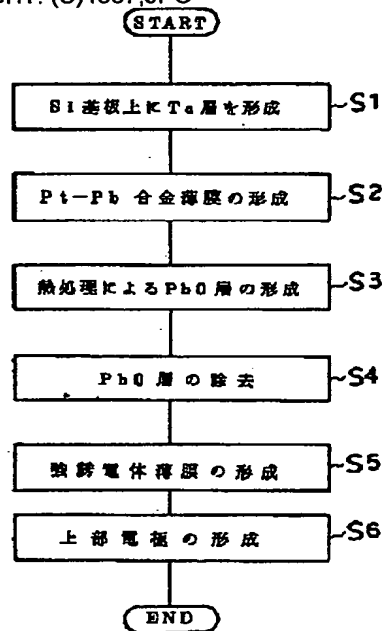 START
Si基板上にTa層を形成 S1
Pt-Pb 合金薄膜の形成 S2
熱処理によるPbO層の形成 S3
PbO層の除去 S4
強誘電体薄膜の形成 S5
上部電極の形成 S6
END